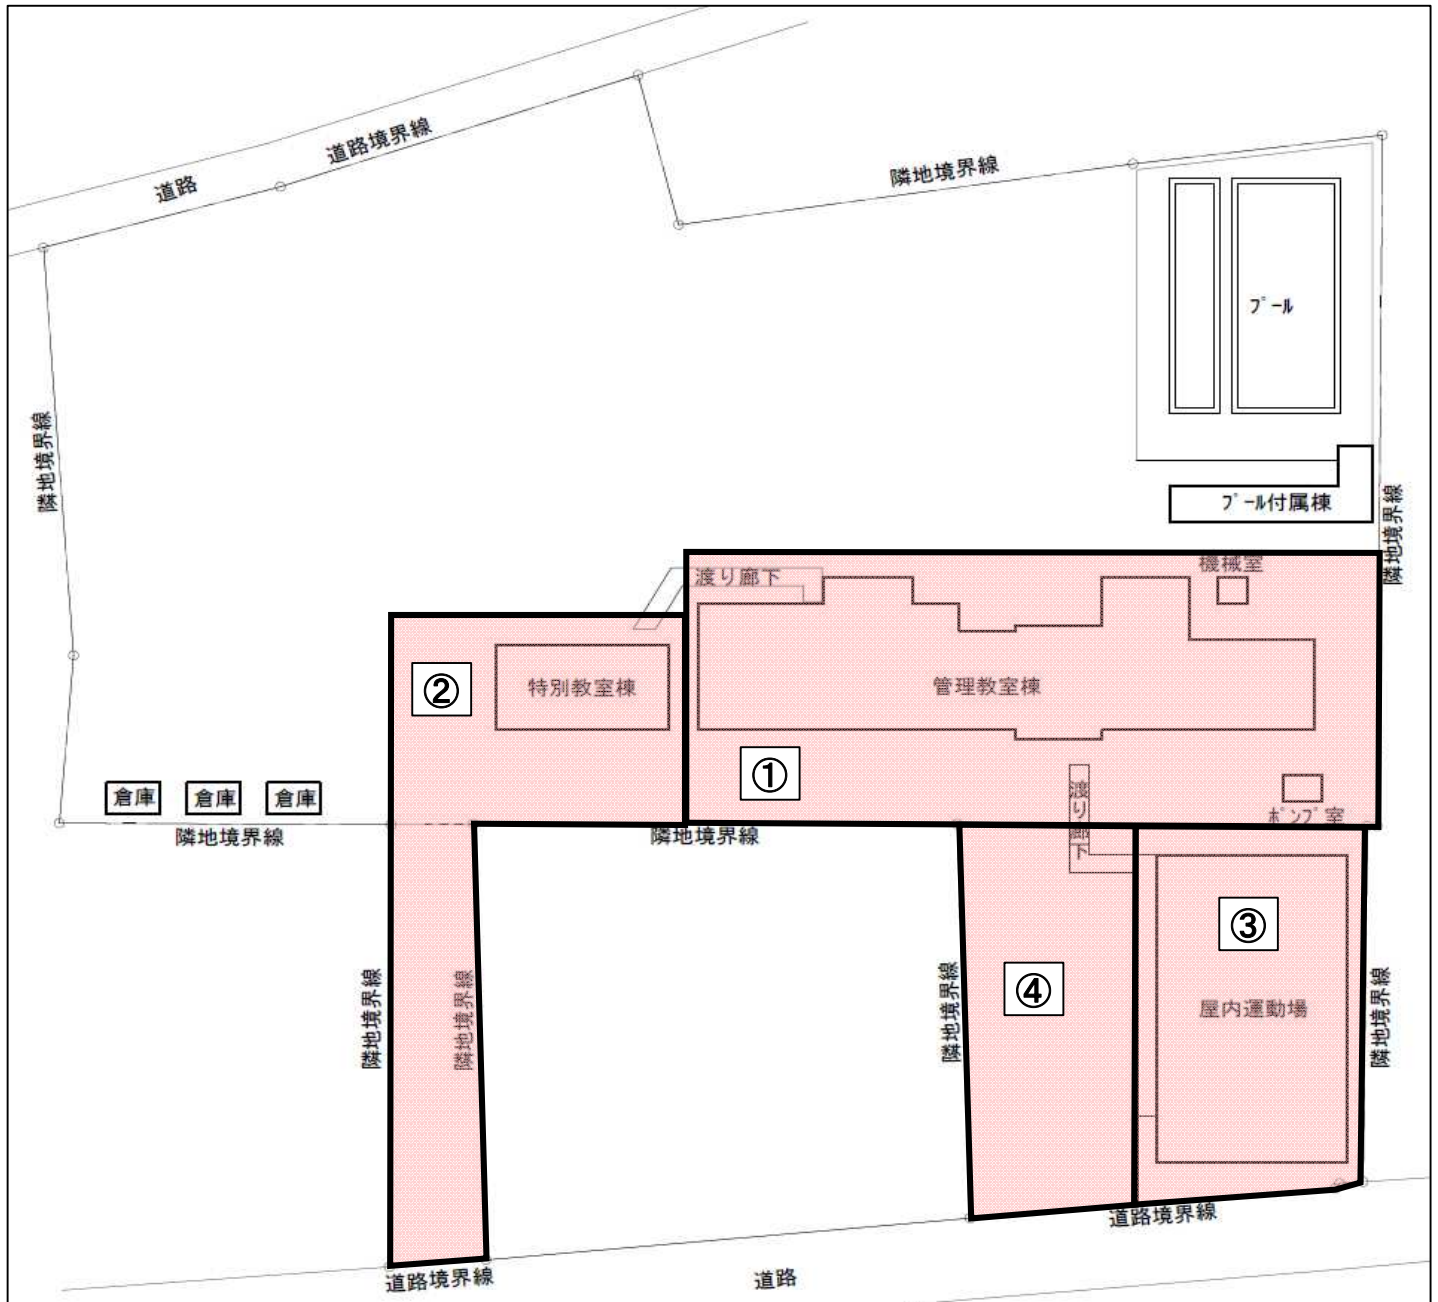 道路境界線
道路
隣地境界線
プール
隣地境界線
プール付属棟
隣地境界線
機械室
渡り廊下
②
特別教室棟
管理教室棟
①
倉庫
倉庫
倉庫
渡り廊下
ポンプ室
隣地境界線
隣地境界線
③
④
隣地境界線
隣地境界線
隣地境界線
屋内運動場
隣地境界線
道路境界線
道路境界線
道路